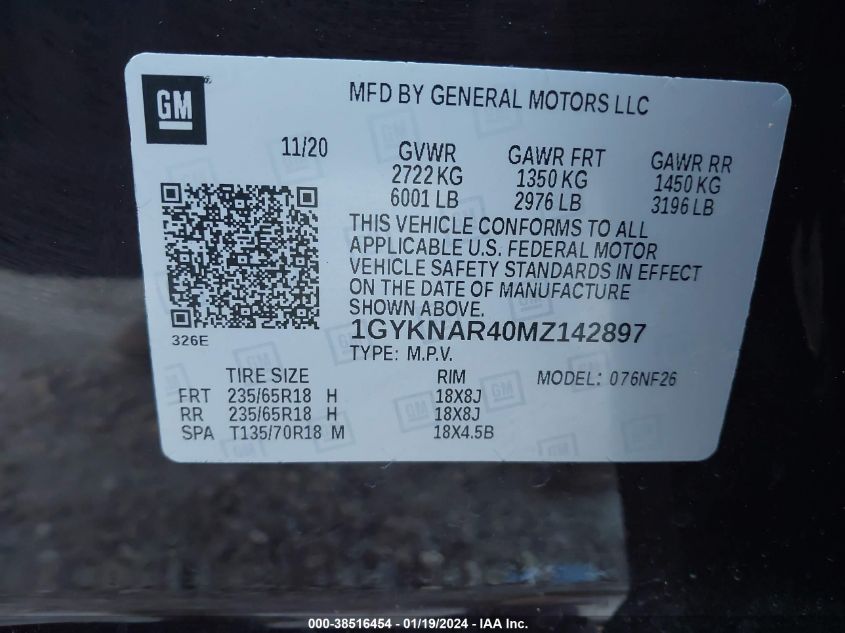 GM
MFD BY GENERAL MOTORS LLC
11/20 GVWR GAWR FRT GAWR RR
2722 KG 1350 KG 1450 KG
6001 LB 2976 LB 3196 LB
THIS VEHICLE CONFORMS TO ALL
APPLICABLE U.S. FEDERAL MOTOR
VEHICLE SAFETY STANDARDS IN EFFECT
ON THE DATE OF MANUFACTURE
SHOWN ABOVE.
326E
1GYKNAR40MZ142897
TYPE: M.P.V.
TIRE SIZE RIM MODEL: 076NF26
FRT 235/65R18 H 18X8J
RR 235/65R18 H 18X8J
SPA T135/70R18 M 18X4.5B
000-38516454 - 01/19/2024 - IAA Inc.